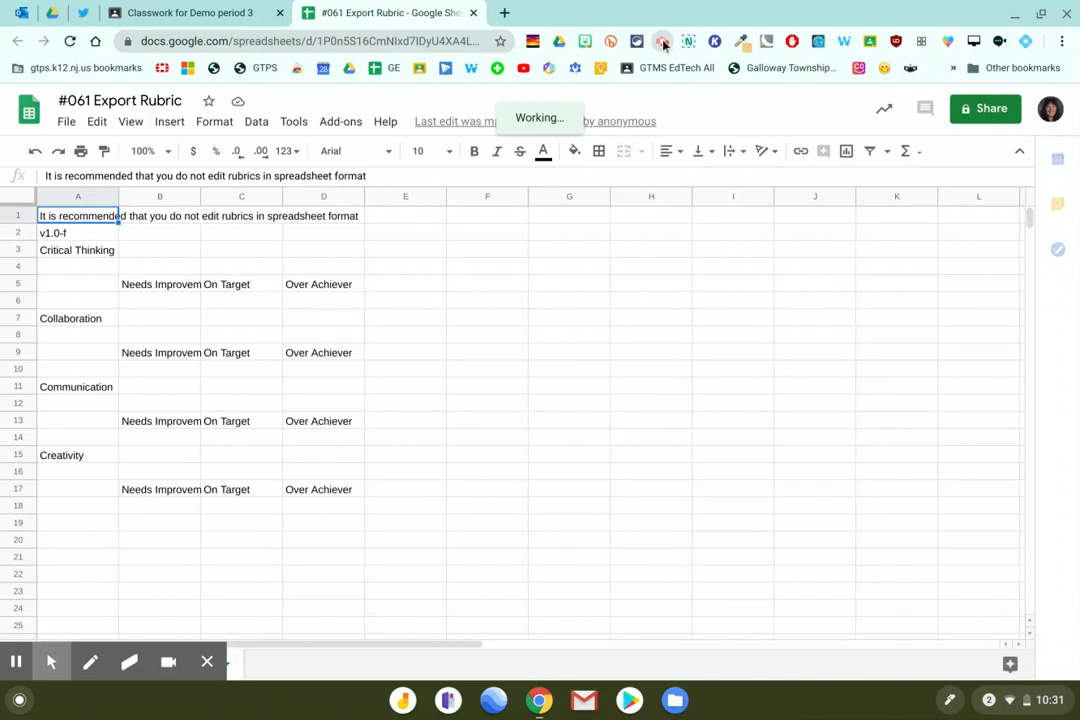 Classwork for Demo period 3
#061 Export Rubric - Google She
docs.google.com/spreadsheets/d/1P0n5S16CmNIxd7IDyU4XA4L...
gtps.k12.nj.us bookmarks
GTPS
GE
GTMS EdTech All
Galloway Township...
»
Other bookmarks
#061 Export Rubric
Working...
Share
File Edit View Insert Format Data Tools Add-ons Help Last edit was ma by anonymous
100% $ % .0 .00 123 Arial 10 B I S A
fx It is recommended that you do not edit rubrics in spreadsheet format
A B C D E F G H I J K L
1 It is recommended that you do not edit rubrics in spreadsheet format
2 v1.0-f
3 Critical Thinking
4
5 Needs Improvem On Target Over Achiever
6
7 Collaboration
8
9 Needs Improvem On Target Over Achiever
10
11 Communication
12
13 Needs Improvem On Target Over Achiever
14
15 Creativity
16
17 Needs Improvem On Target Over Achiever
18
19
20
21
22
23
24
25
2 10:31